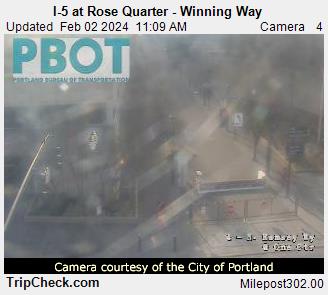 I-5 at Rose Quarter - Winning Way
Updated Feb 02 2024 11:09 AM Camera 4
PBOT
PORTLAND BUREAU OF TRANSPORTATION
Camera courtesy of the City of Portland
TripCheck.com Milepost302.00